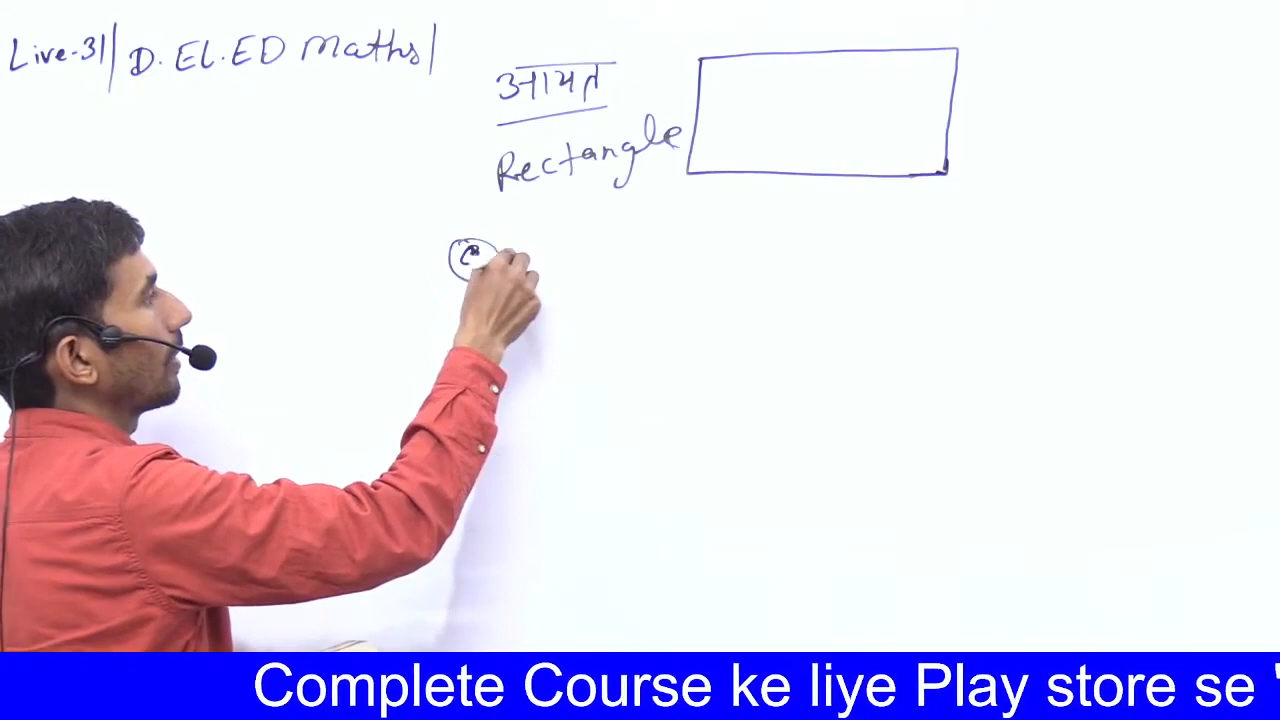 Live-31| D.El.ED Maths|
आयत
Rectangle
Complete Course ke liye Play store se '